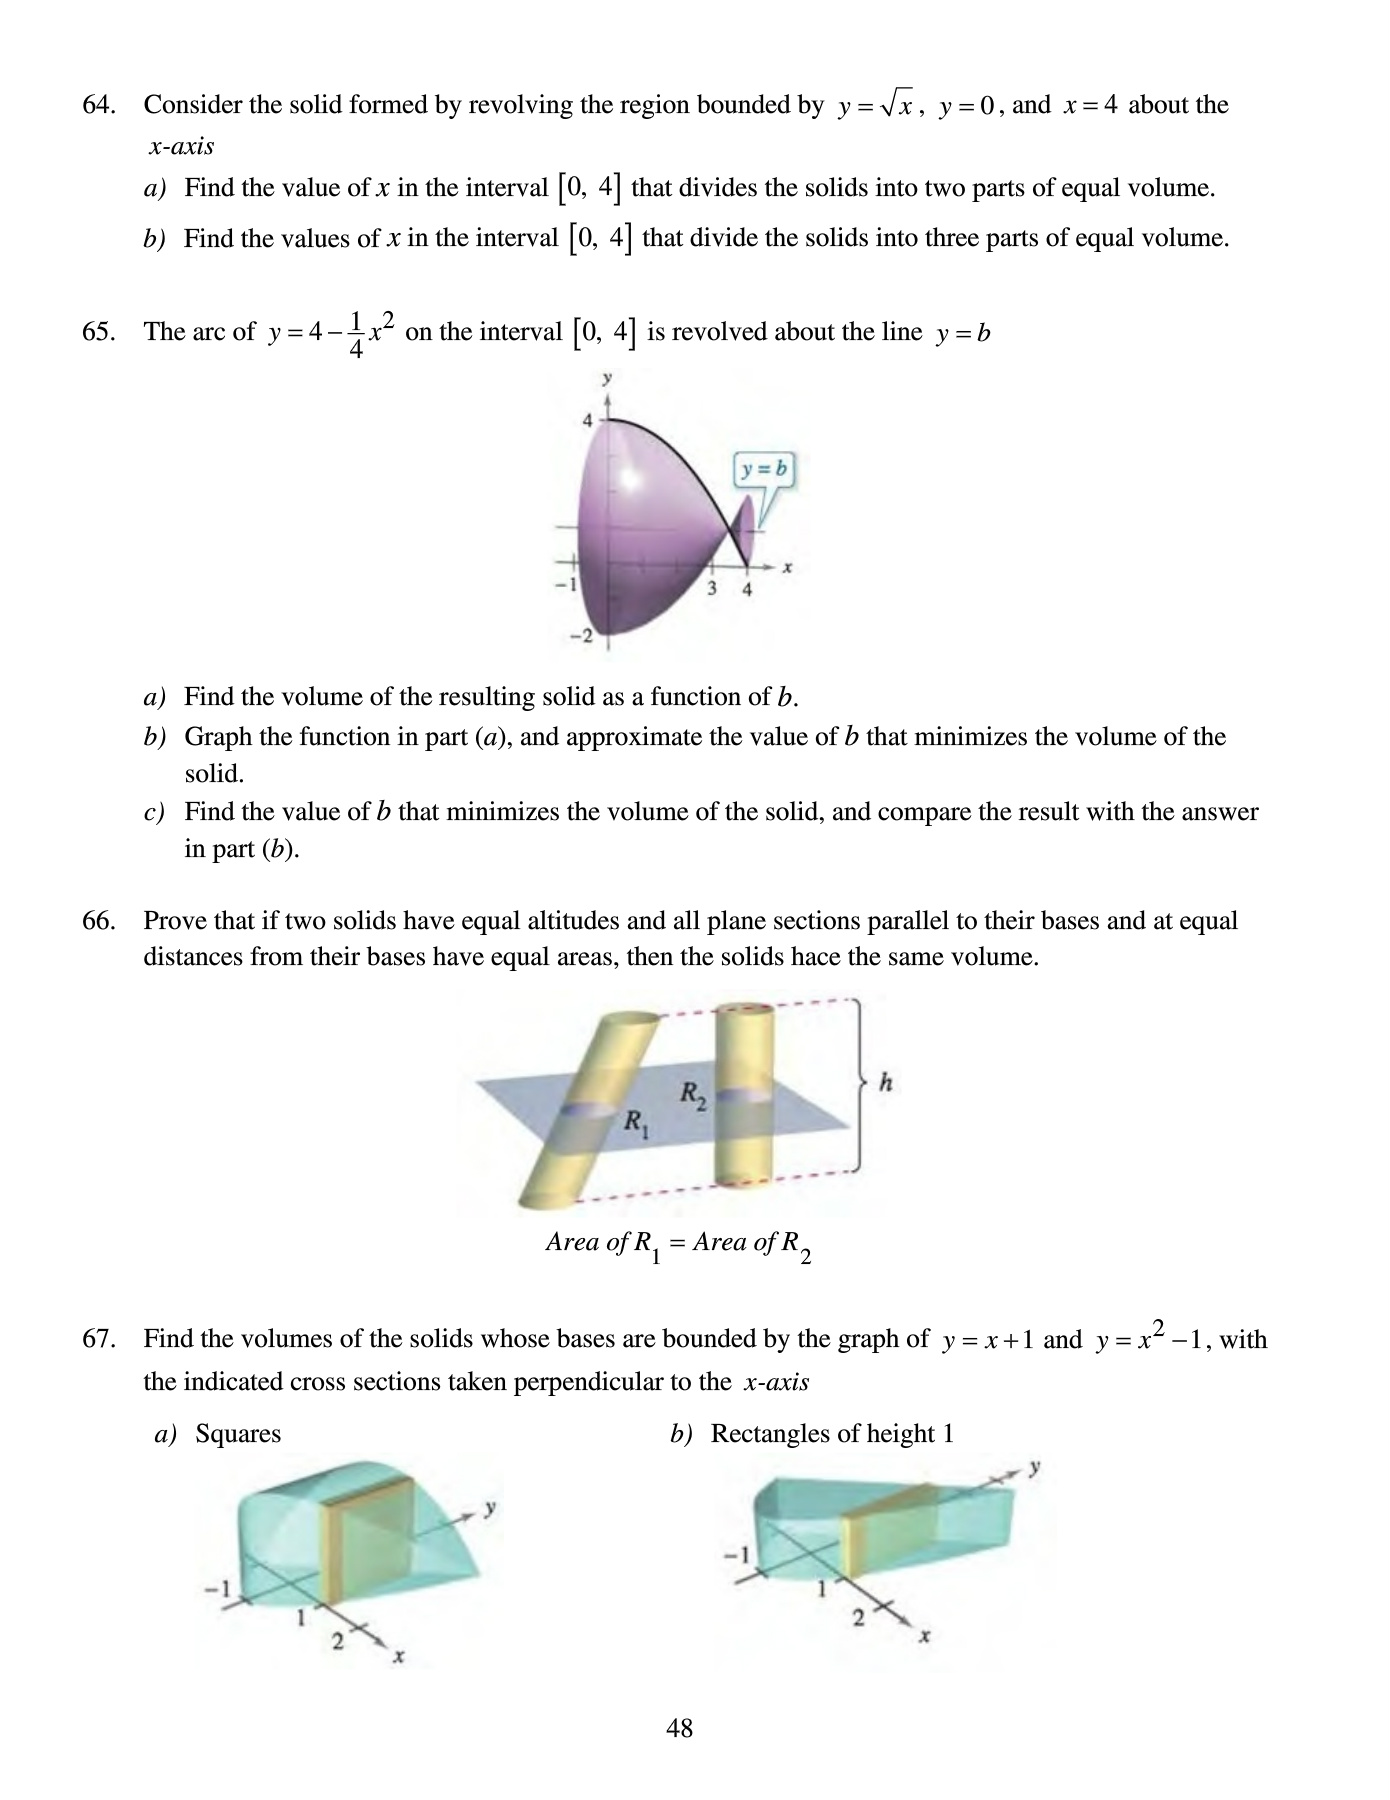 64. Consider the solid formed by revolving the region bounded by y = √x, y = 0, and x = 4 about the
x-axis
a) Find the value of x in the interval [0, 4] that divides the solids into two parts of equal volume.
b) Find the values of x in the interval [0, 4] that divide the solids into three parts of equal volume.
65. The arc of y = 4 − 1/4 x² on the interval [0, 4] is revolved about the line y = b
y
4
y = b
x
−1
3 4
−2
a) Find the volume of the resulting solid as a function of b.
b) Graph the function in part (a), and approximate the value of b that minimizes the volume of the
solid.
c) Find the value of b that minimizes the volume of the solid, and compare the result with the answer
in part (b).
66. Prove that if two solids have equal altitudes and all plane sections parallel to their bases and at equal
distances from their bases have equal areas, then the solids hace the same volume.
h
R₂
R₁
Area of R₁ = Area of R₂
67. Find the volumes of the solids whose bases are bounded by the graph of y = x + 1 and y = x² − 1, with
the indicated cross sections taken perpendicular to the x-axis
a) Squares b) Rectangles of height 1
y
−1
1
2
x
y
−1
1
2
x
48